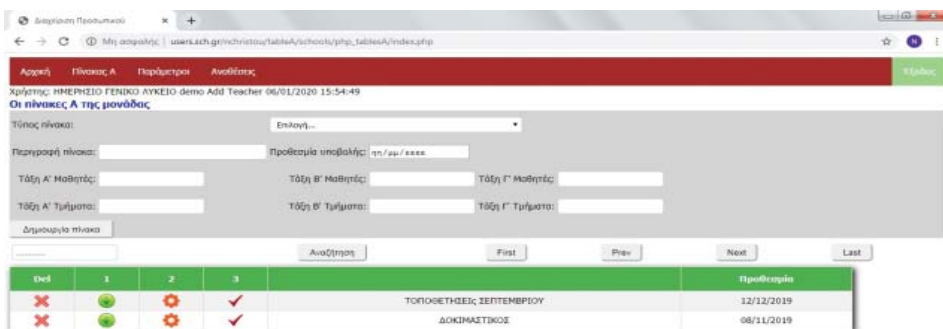 Διαχείριση Προσωπικού
Μη ασφαλής | users.sch.gr/nchristou/tableA/schools/php_tablesA/index.php
N
Αρχική Πίνακας Α Παράμετροι Αναθέσεις Έξοδος
Χρήστης: ΗΜΕΡΗΣΙΟ ΓΕΝΙΚΟ ΛΥΚΕΙΟ demo Add Teacher 06/01/2020 15:54:49
Οι πίνακες Α της μονάδας
Τύπος πίνακα: Επιλογή...
Περιγραφή πίνακα: Προθεσμία υποβολής: ηη/μμ/εεεε
Τάξη Α' Μαθητές: Τάξη Β' Μαθητές: Τάξη Γ' Μαθητές:
Τάξη Α' Τμήματα: Τάξη Β' Τμήματα: Τάξη Γ' Τμήματα:
Δημιουργία πίνακα
Αναζήτηση First Prev Next Last
Del 1 2 3 Προθεσμία
ΤΟΠΟΘΕΤΗΣΕΙς ΣΕΠΤΕΜΒΡΙΟΥ 12/12/2019
ΔΟΚΙΜΑΣΤΙΚΟΣ 08/11/2019